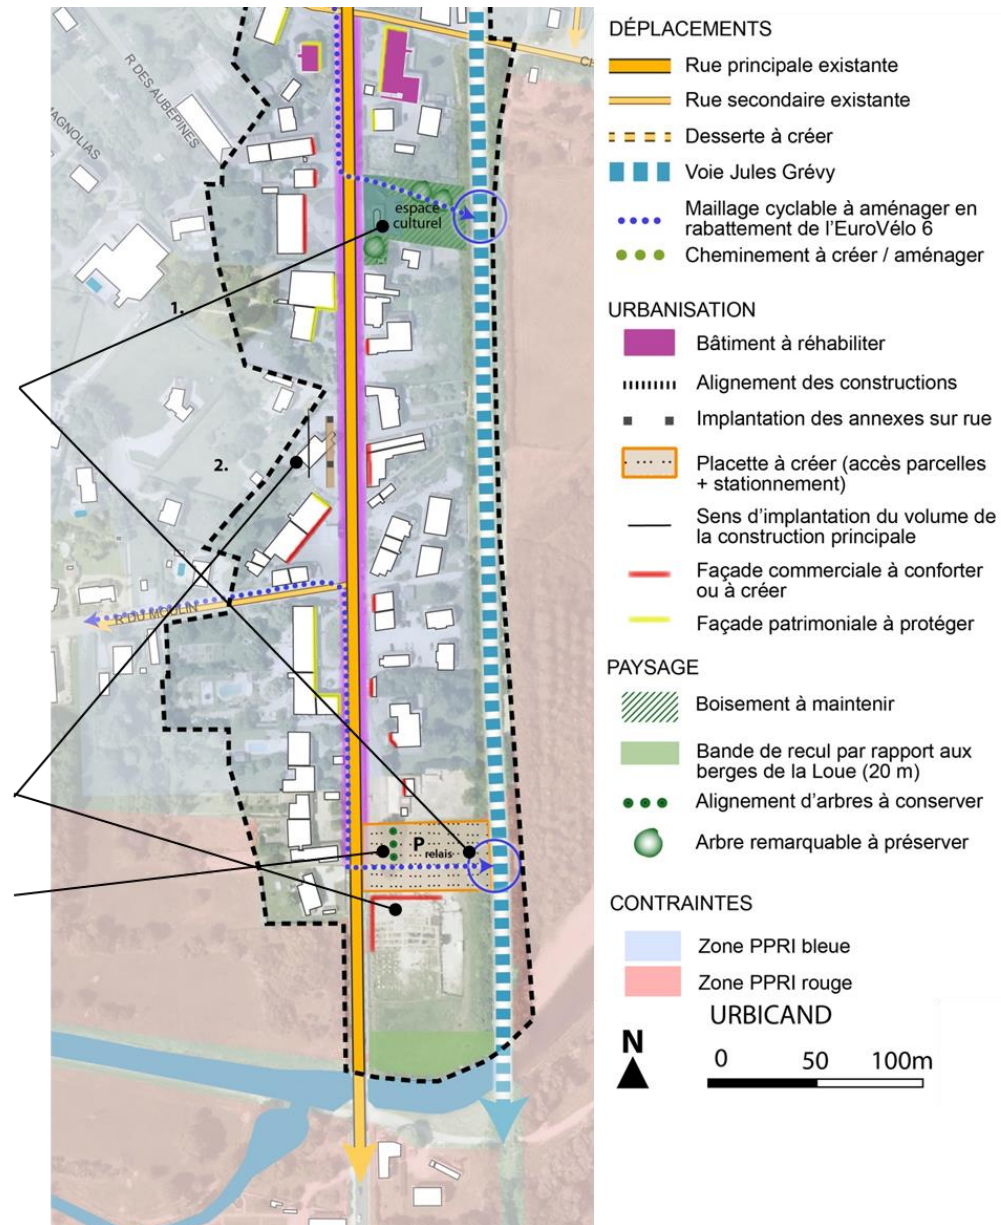 R DES AUBEPINES
MAGNOLIAS
CH
espace
culturel
1.
2.
R DU MOULIN
P relais
DÉPLACEMENTS
Rue principale existante
Rue secondaire existante
Desserte à créer
Voie Jules Grévy
Maillage cyclable à aménager en
rabattement de l'EuroVélo 6
Cheminement à créer / aménager
URBANISATION
Bâtiment à réhabiliter
Alignement des constructions
Implantation des annexes sur rue
Placette à créer (accès parcelles
+ stationnement)
Sens d'implantation du volume de
la construction principale
Façade commerciale à conforter
ou à créer
Façade patrimoniale à protéger
PAYSAGE
Boisement à maintenir
Bande de recul par rapport aux
berges de la Loue (20 m)
Alignement d'arbres à conserver
Arbre remarquable à préserver
CONTRAINTES
Zone PPRI bleue
Zone PPRI rouge
URBICAND
N
0 50 100m